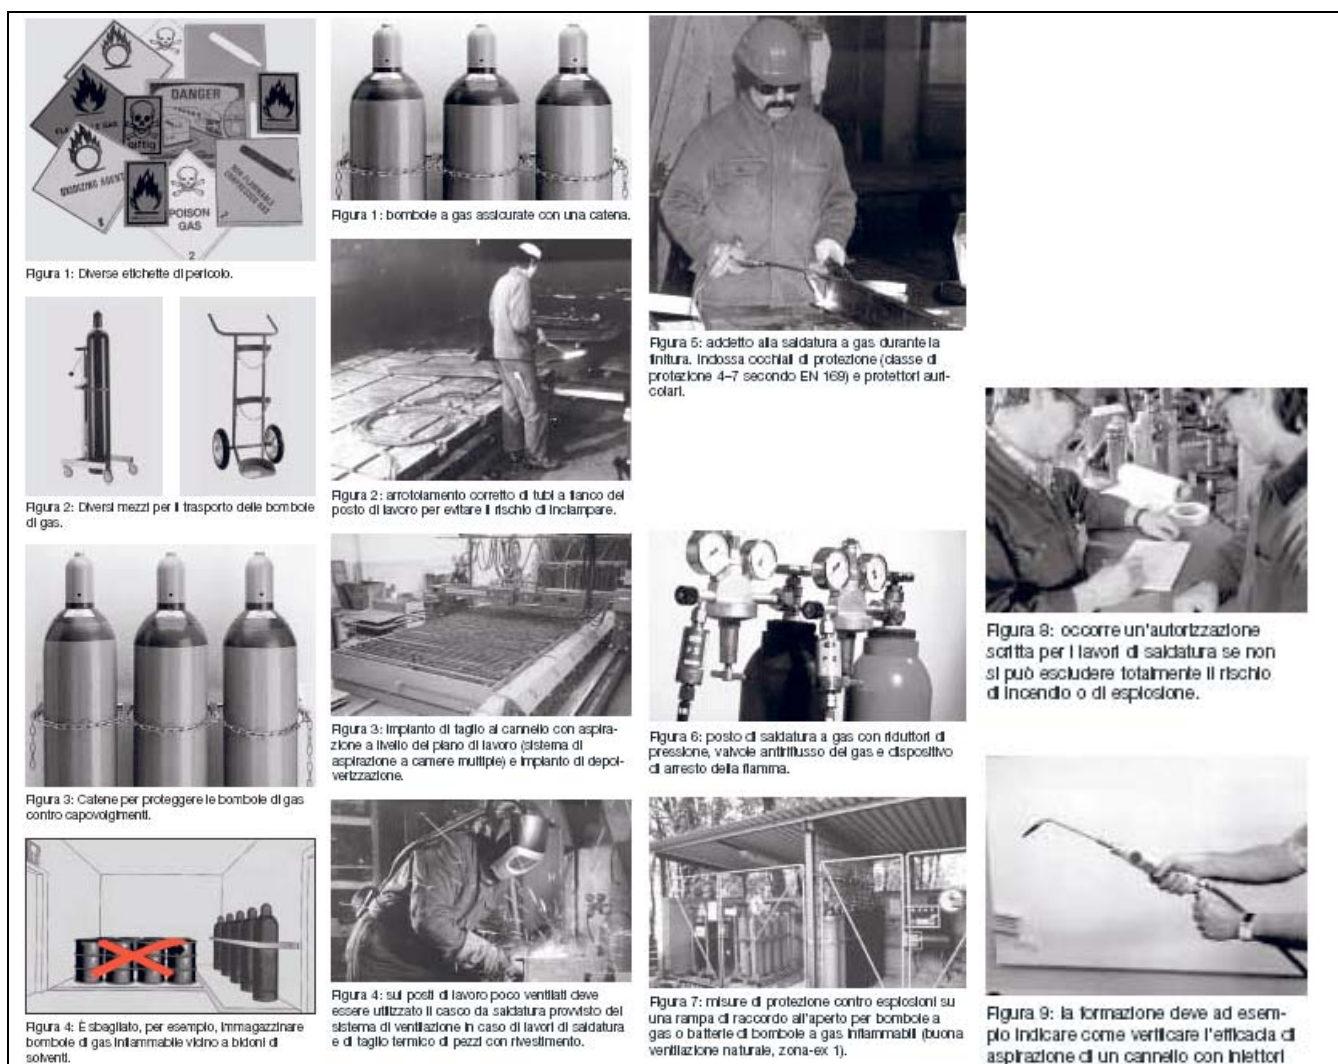 DANGER
giftig
OXIDIZING AGENT
NON-FLAMMABLE
COMPRESSED GAS
POISON
GAS
2
Figura 1: Diverse etichette di pericolo.
Figura 2: Diversi mezzi per il trasporto delle bombole
di gas.
Figura 3: Catene per proteggere le bombole di gas
contro capovolgimenti.
Figura 4: È sbagliato, per esempio, immagazzinare
bombole di gas infiammabile vicino a bidoni di
solventi.
Figura 1: bombole a gas assicurate con una catena.
Figura 2: arrotolamento corretto di tubi a fianco del
posto di lavoro per evitare il rischio di inciampare.
Figura 3: impianto di taglio al cannello con aspira-
zione a livello del piano di lavoro (sistema di
aspirazione a camere multiple) e impianto di depol-
verizzazione.
Figura 4: sui posti di lavoro poco ventilati deve
essere utilizzato il casco da saldatura provvisto del
sistema di ventilazione in caso di lavori di saldatura
e di taglio termico di pezzi con rivestimento.
Figura 5: addetto alla saldatura a gas durante la
finitura. Indossa occhiali di protezione (classe di
protezione 4–7 secondo EN 169) e protettori auri-
colari.
Figura 6: posto di saldatura a gas con riduttori di
pressione, valvole antiriflusso del gas e dispositivo
di arresto della fiamma.
Figura 7: misure di protezione contro esplosioni su
una rampa di raccordo all'aperto per bombole a
gas o batterie di bombole a gas infiammabili (buona
ventilazione naturale, zona-ex 1).
Figura 8: occorre un'autorizzazione
scritta per i lavori di saldatura se non
si può escludere totalmente il rischio
di incendio o di esplosione.
Figura 9: la formazione deve ad esem-
pio indicare come verificare l'efficacia di
aspirazione di un cannello con iniettori